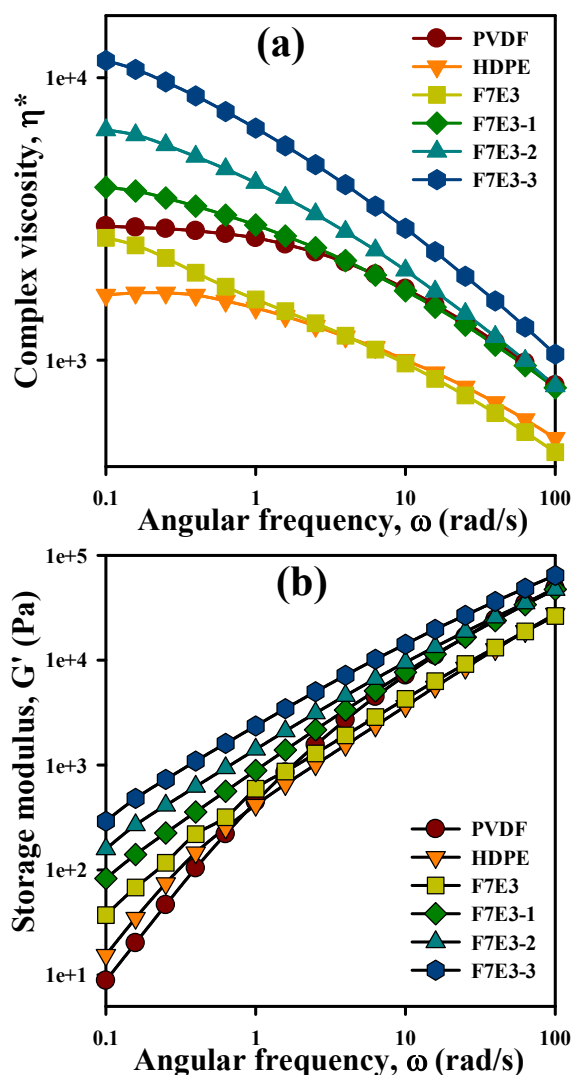 (a)
PVDF
HDPE
F7E3
F7E3-1
F7E3-2
F7E3-3
Complex viscosity, η*
1e+4
1e+3
0.1 1 10 100
Angular frequency, ω (rad/s)
(b)
Storage modulus, G' (Pa)
1e+5
1e+4
1e+3
1e+2
1e+1
PVDF
HDPE
F7E3
F7E3-1
F7E3-2
F7E3-3
0.1 1 10 100
Angular frequency, ω (rad/s)